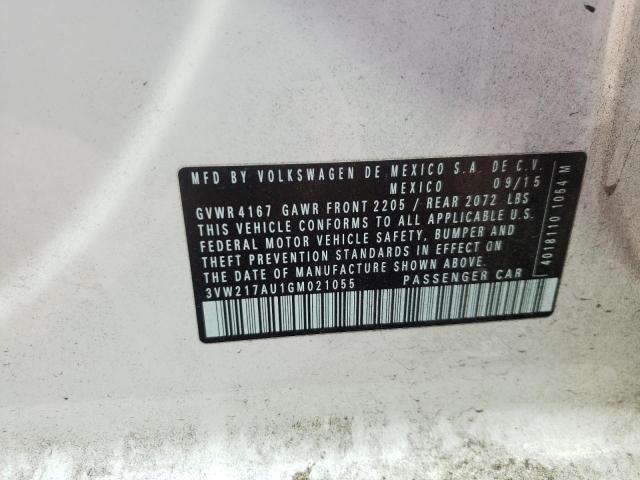 MFD BY VOLKSWAGEN DE MEXICO S.A. DE C.V.
MEXICO 09/15
GVWR 4167 GAWR FRONT 2205 / REAR 2072 LBS
THIS VEHICLE CONFORMS TO ALL APPLICABLE U.S.
FEDERAL MOTOR VEHICLE SAFETY, BUMPER AND
THEFT PREVENTION STANDARDS IN EFFECT ON
THE DATE OF MANUFACTURE SHOWN ABOVE.
3VW217AU1GM021055 PASSENGER CAR
4018110 1054 M